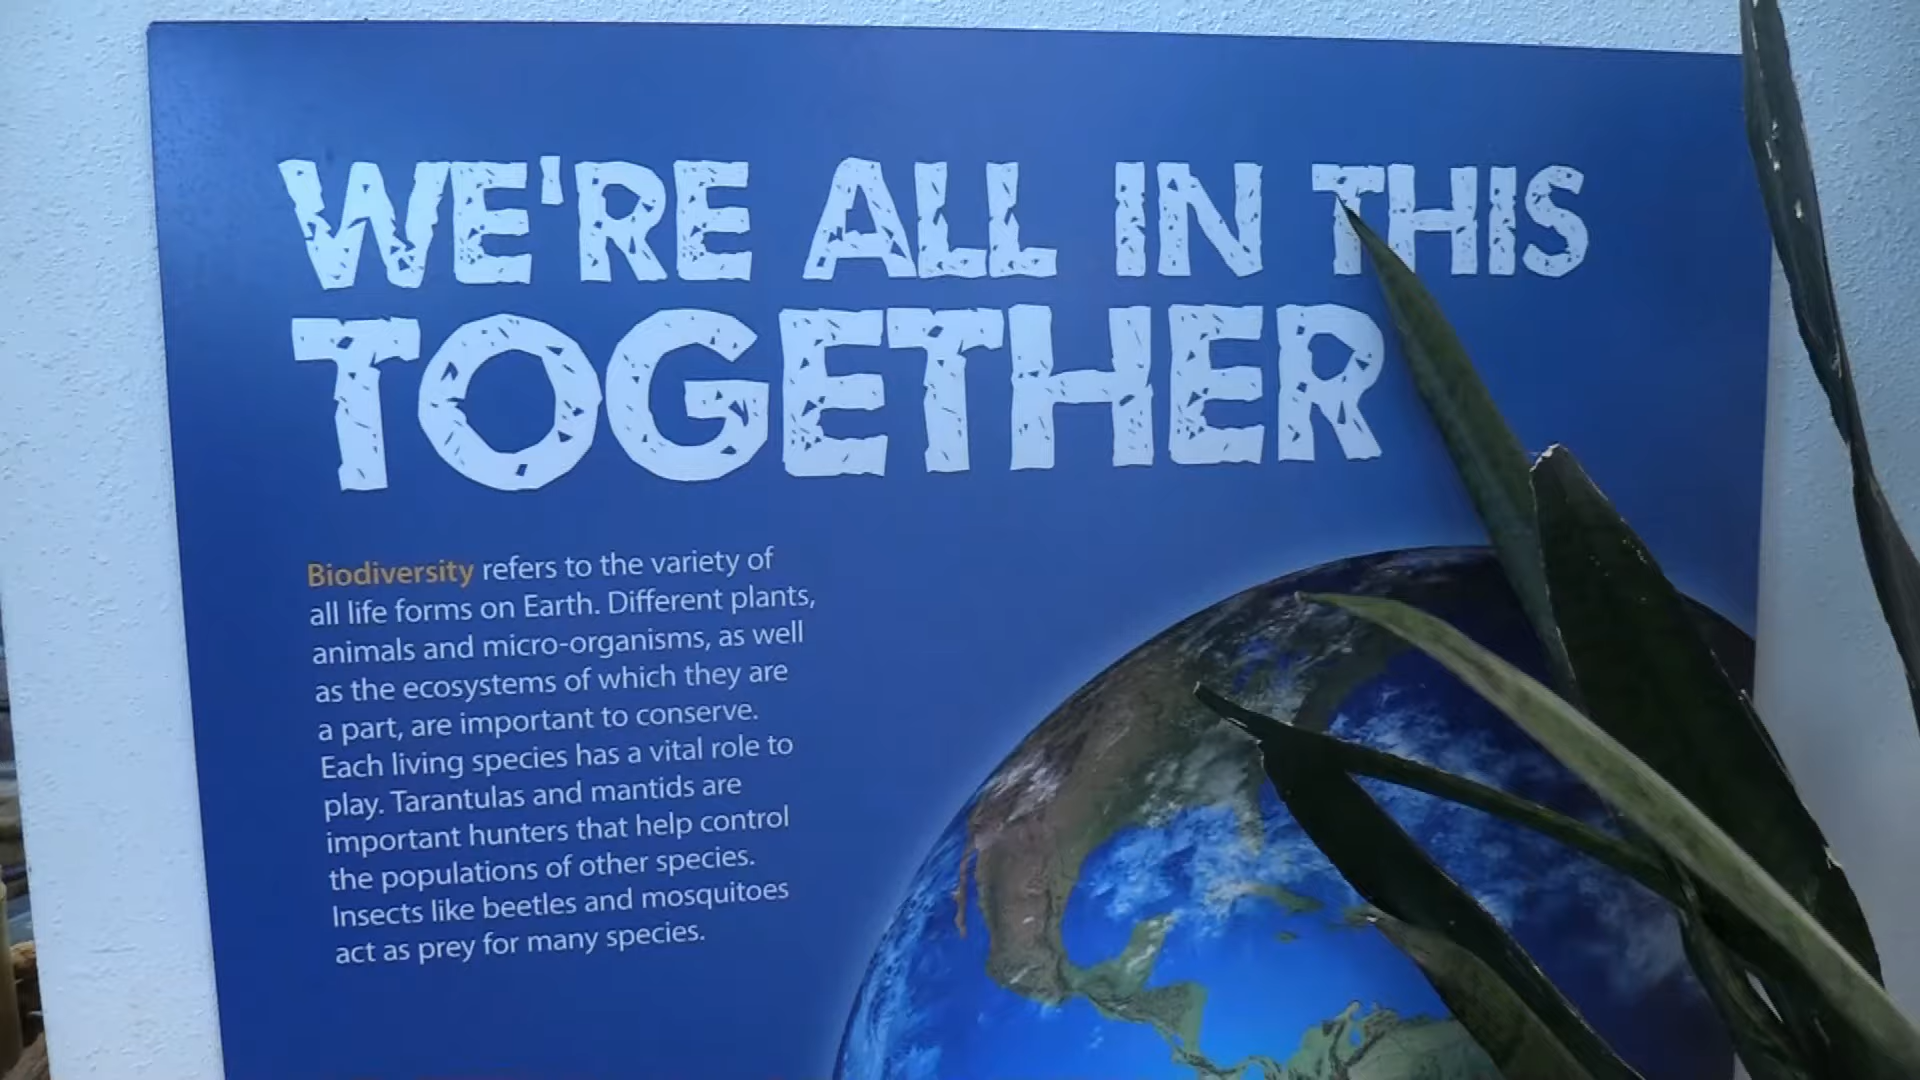 WE'RE ALL IN THIS
TOGETHER
Biodiversity refers to the variety of
all life forms on Earth. Different plants,
animals and micro-organisms, as well
as the ecosystems of which they are
a part, are important to conserve.
Each living species has a vital role to
play. Tarantulas and mantids are
important hunters that help control
the populations of other species.
Insects like beetles and mosquitoes
act as prey for many species.